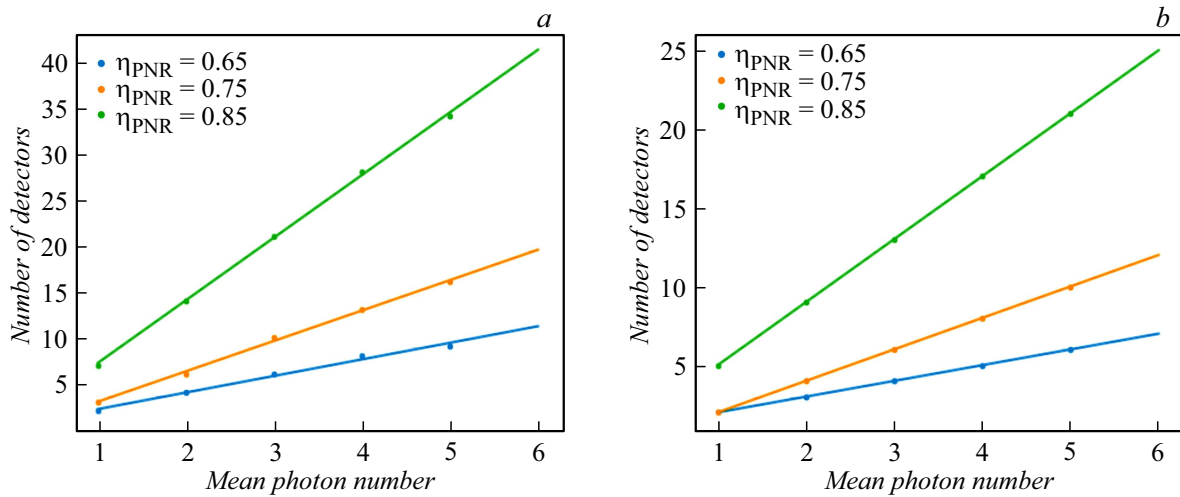 a
η_PNR = 0.65
η_PNR = 0.75
η_PNR = 0.85
Number of detectors
40
35
30
25
20
15
10
5
1 2 3 4 5 6
Mean photon number
b
η_PNR = 0.65
η_PNR = 0.75
η_PNR = 0.85
Number of detectors
25
20
15
10
5
1 2 3 4 5 6
Mean photon number